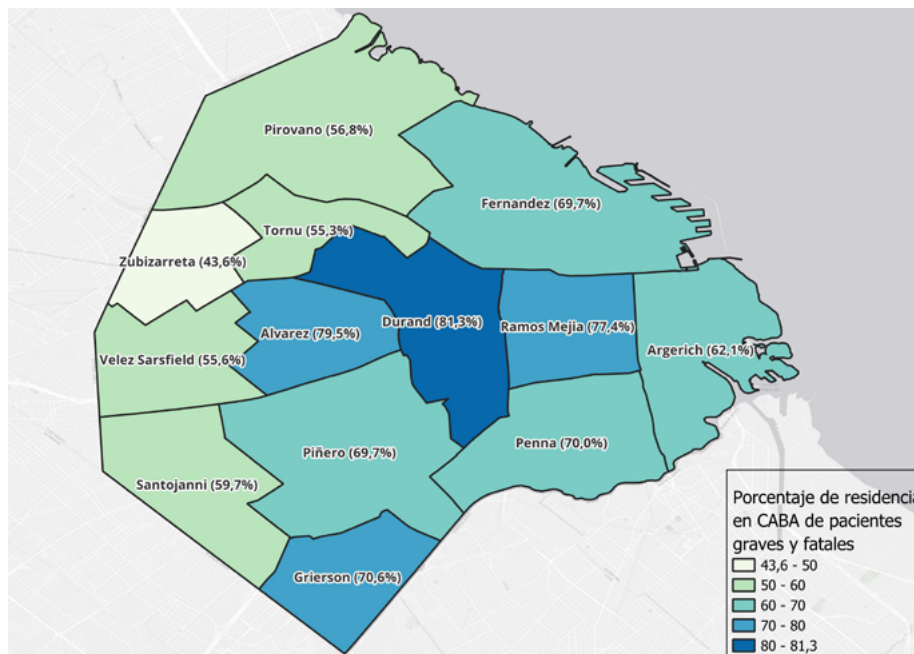 Pirovano (56,8%)
Fernandez (69,7%)
Tornu (55,3%)
Zubizarreta (43,6%)
Alvarez (79,5%)
Durand (81,3%)
Ramos Mejia (77,4%)
Velez Sarsfield (55,6%)
Argerich (62,1%)
Piñero (69,7%)
Penna (70,0%)
Santojanni (59,7%)
Grierson (70,6%)
Porcentaje de residencia
en CABA de pacientes
graves y fatales
43,6 - 50
50 - 60
60 - 70
70 - 80
80 - 81,3